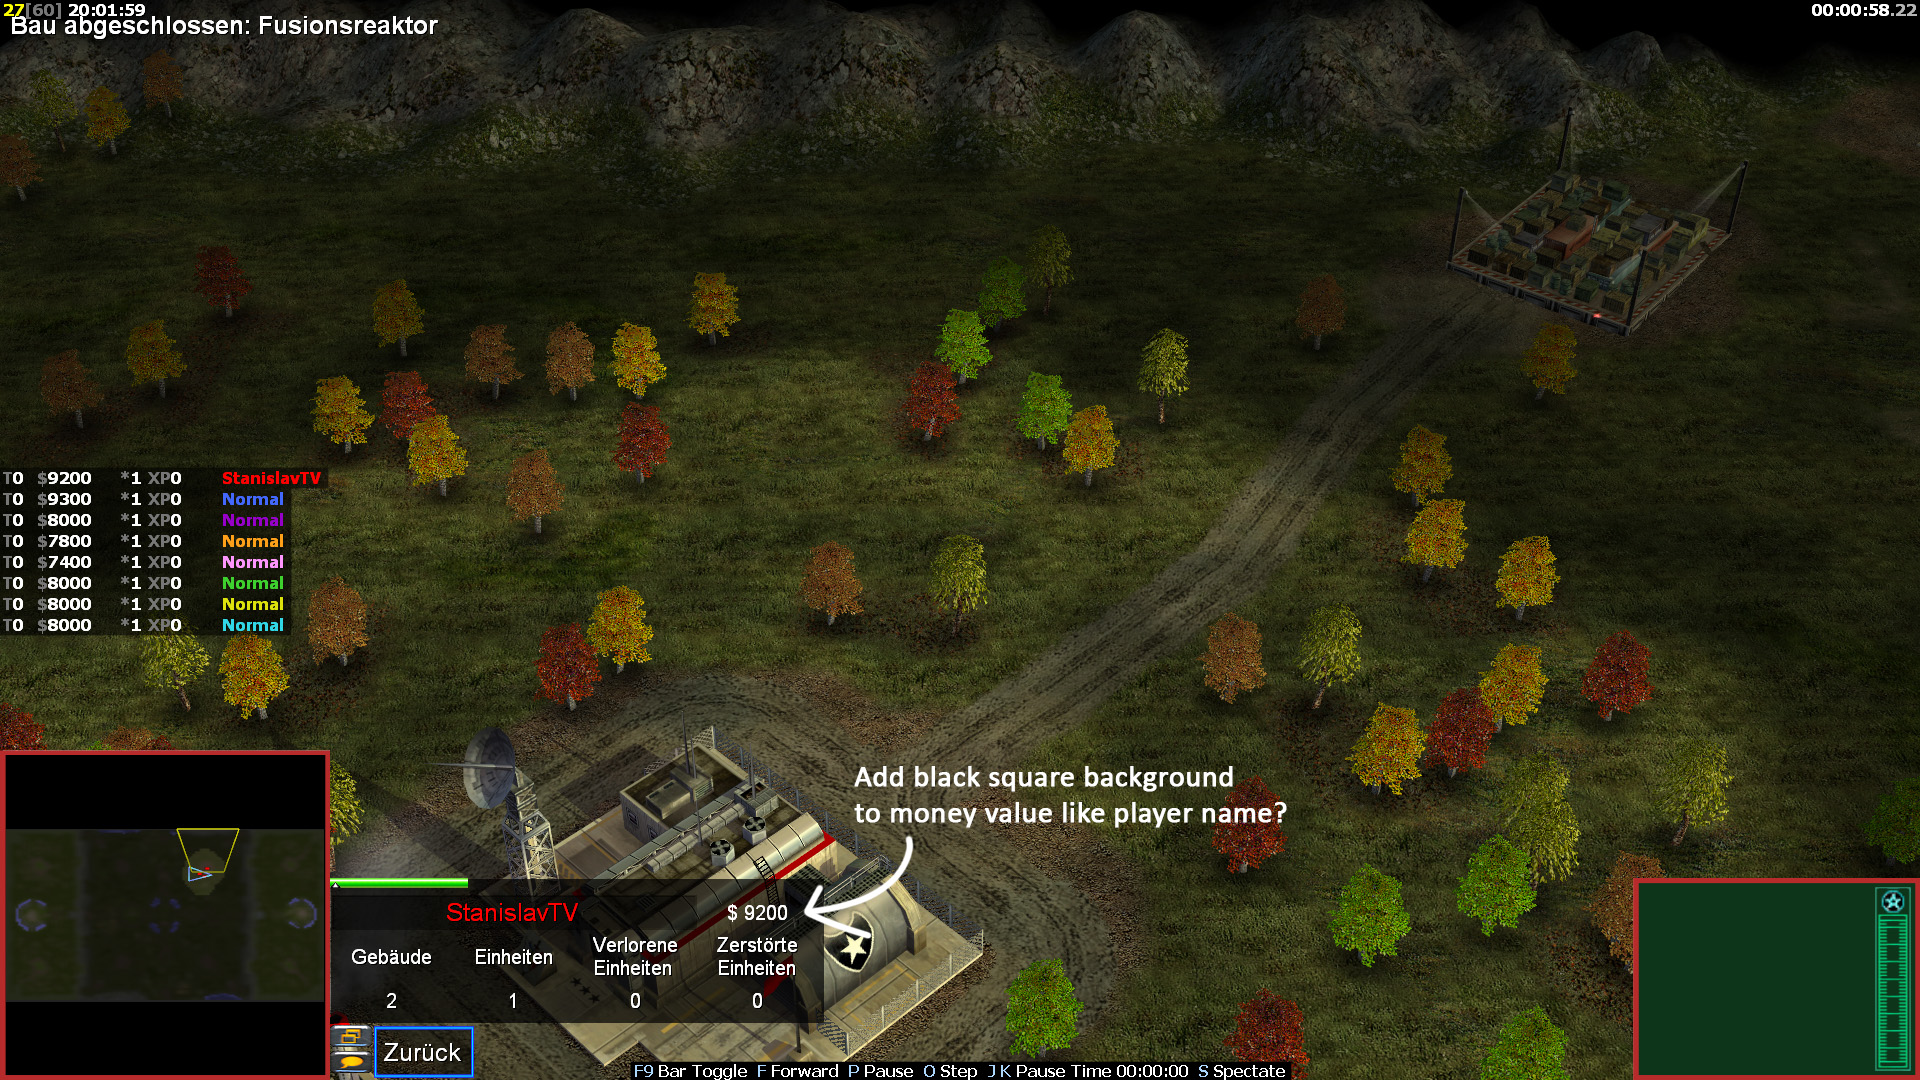 27[60] 20:01:59
00:00:58.22
Bau abgeschlossen: Fusionsreaktor
T0 $9200 *1 XP0 StanislavTV
T0 $9300 *1 XP0 Normal
T0 $8000 *1 XP0 Normal
T0 $7800 *1 XP0 Normal
T0 $7400 *1 XP0 Normal
T0 $8000 *1 XP0 Normal
T0 $8000 *1 XP0 Normal
T0 $8000 *1 XP0 Normal
Add black square background
to money value like player name?
StanislavTV $ 9200
Gebäude Einheiten Verlorene Einheiten Zerstörte Einheiten
2 1 0 0
Zurück
F9 Bar Toggle F Forward P Pause O Step J K Pause Time 00:00:00 S Spectate